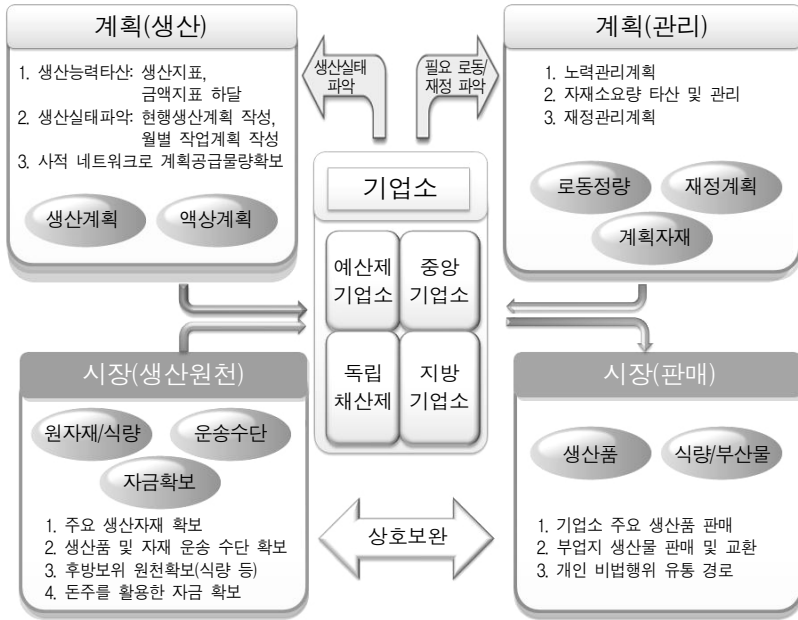 계획(생산)
1. 생산능력타산: 생산지표,
금액지표 하달
2. 생산실태파악: 현행생산계획 작성,
월별 작업계획 작성
3. 사적 네트워크로 계획공급물량확보
생산계획
액상계획
생산실태
파악
필요 로동/
재정 파악
계획(관리)
1. 노력관리계획
2. 자재소요량 타산 및 관리
3. 재정관리계획
로동정량
재정계획
계획자재
기업소
예산제
기업소
중앙
기업소
독립
채산제
지방
기업소
시장(생산원천)
원자재/식량
운송수단
자금확보
1. 주요 생산자재 확보
2. 생산품 및 자재 운송 수단 확보
3. 후방보위 원천확보(식량 등)
4. 돈주를 활용한 자금 확보
상호보완
시장(판매)
생산품
식량/부산물
1. 기업소 주요 생산품 판매
2. 부업지 생산물 판매 및 교환
3. 개인 비법행위 유통 경로